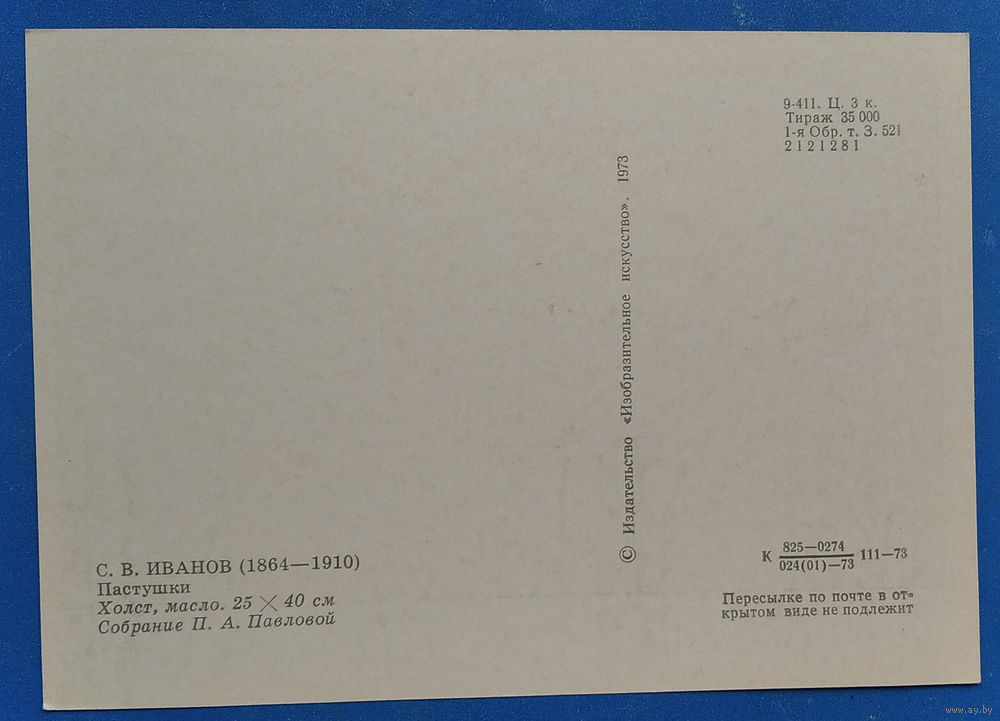 9-411. Ц. 3 к.
Тираж 35 000
1-я Обр. т. З. 521
2121281
© Издательство «Изобразительное искусство», 1973
С. В. ИВАНОВ (1864—1910)
Пастушки
Холст, масло. 25 × 40 см
Собрание П. А. Павловой
К 825—0274 111—73
024(01)—73
Пересылке по почте в от-
крытом виде не подлежит
www.ay.by